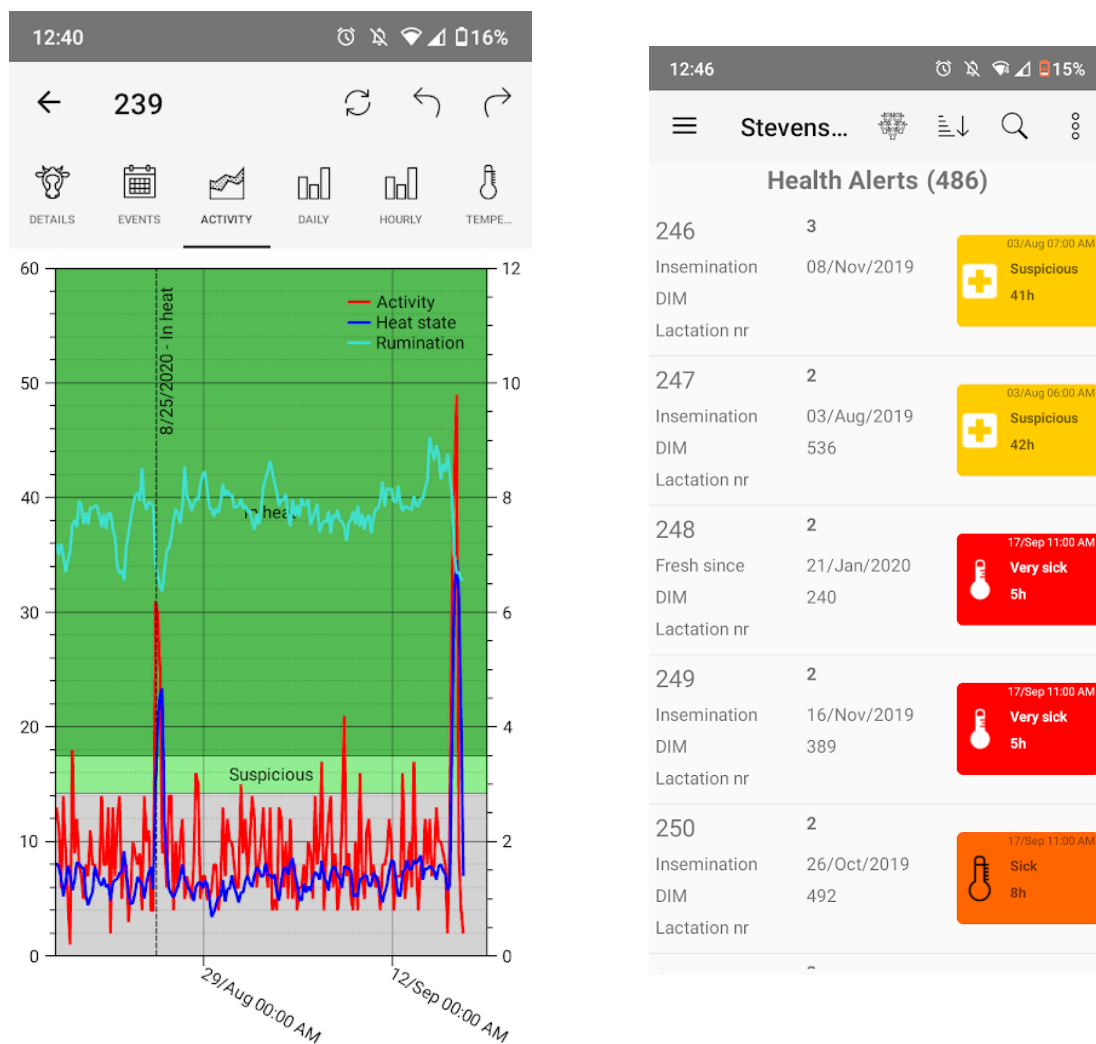 12:40
16%
239
DETAILS
EVENTS
ACTIVITY
DAILY
HOURLY
TEMPE...
60
50
40
30
20
10
0
12
10
8
6
4
2
0
8/25/2020 - In heat
Activity
Heat state
Rumination
In heat
Suspicious
29/Aug 00:00 AM
12/Sep 00:00 AM
12:46
15%
Stevens...
Health Alerts (486)
246 3
Insemination 08/Nov/2019
DIM
Lactation nr
03/Aug 07:00 AM
Suspicious
41h
247 2
Insemination 03/Aug/2019
DIM 536
Lactation nr
03/Aug 06:00 AM
Suspicious
42h
248 2
Fresh since 21/Jan/2020
DIM 240
Lactation nr
17/Sep 11:00 AM
Very sick
5h
249 2
Insemination 16/Nov/2019
DIM 389
Lactation nr
17/Sep 11:00 AM
Very sick
5h
250 2
Insemination 26/Oct/2019
DIM 492
Lactation nr
17/Sep 11:00 AM
Sick
8h